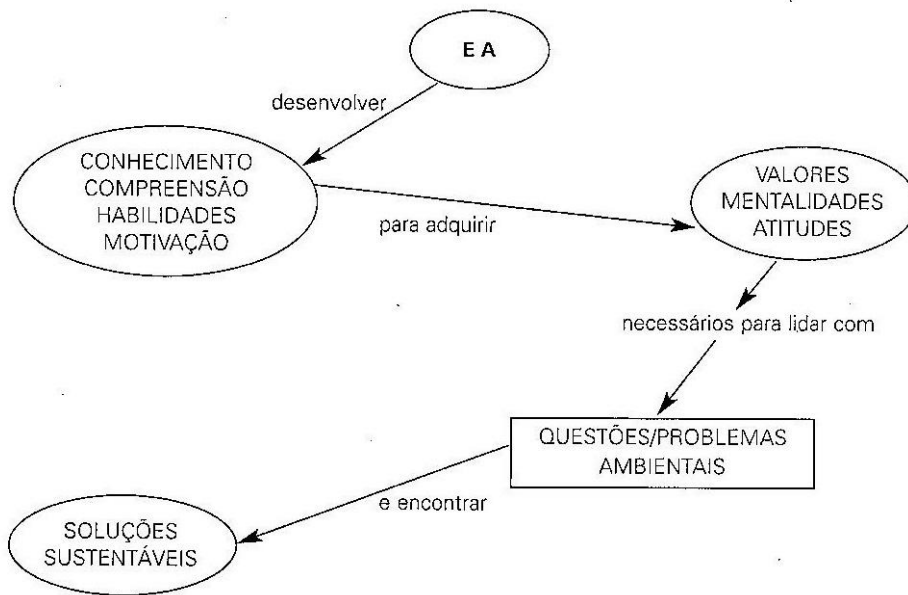 E A
desenvolver
CONHECIMENTO
COMPREENSÃO
HABILIDADES
MOTIVAÇÃO
para adquirir
VALORES
MENTALIDADES
ATITUDES
necessários para lidar com
QUESTÕES/PROBLEMAS
AMBIENTAIS
e encontrar
SOLUÇÕES
SUSTENTÁVEIS